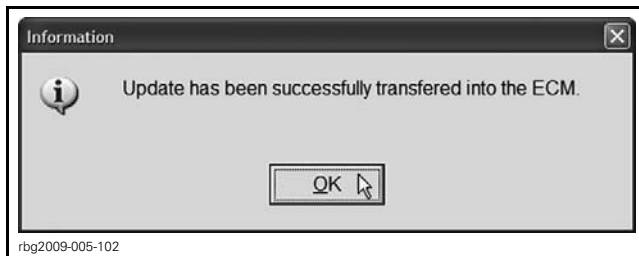 Information
Update has been successfully transfered into the ECM.
OK
rbg2009-005-102